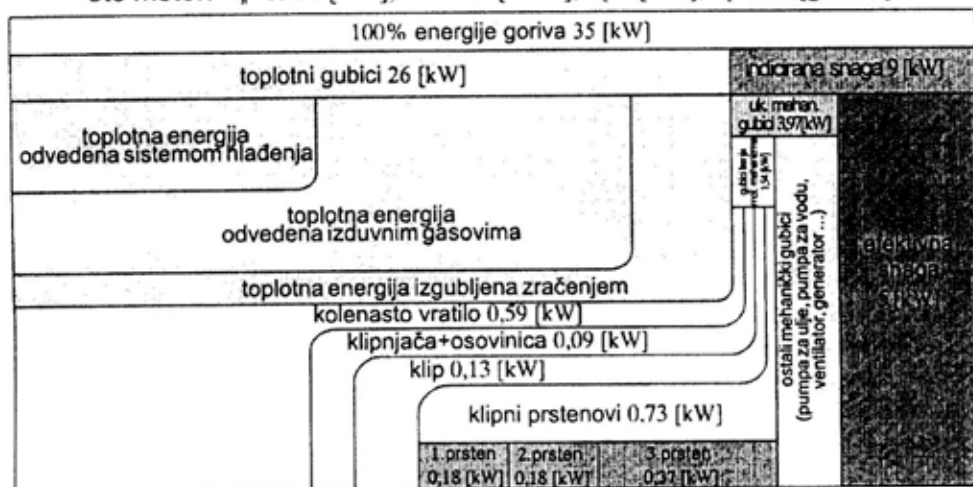 100% energije goriva 35 [kW]
toplotni gubici 26 [kW]
indicirana snaga 9 [kW]
uk. mehan.
gubici 3,97[kW]
toplotna energija
odvedena sistemom hlađenja
gubici
1,54 [kW]
toplotna energija
odvedena izduvnim gasovima
ostali mehanički gubici
(pumpa za ulje, pumpa za vodu,
ventilator, generator ...)
efektivna
snaga
toplotna energija izgubljena zračenjem
kolenasto vratilo 0,59 [kW]
klipnjača+osovinica 0,09 [kW]
klip 0,13 [kW]
klipni prstenovi 0.73 [kW]
1. prsten
0,18 [kW]
2. prsten
0,18 [kW]
3. prsten
0,37 [kW]